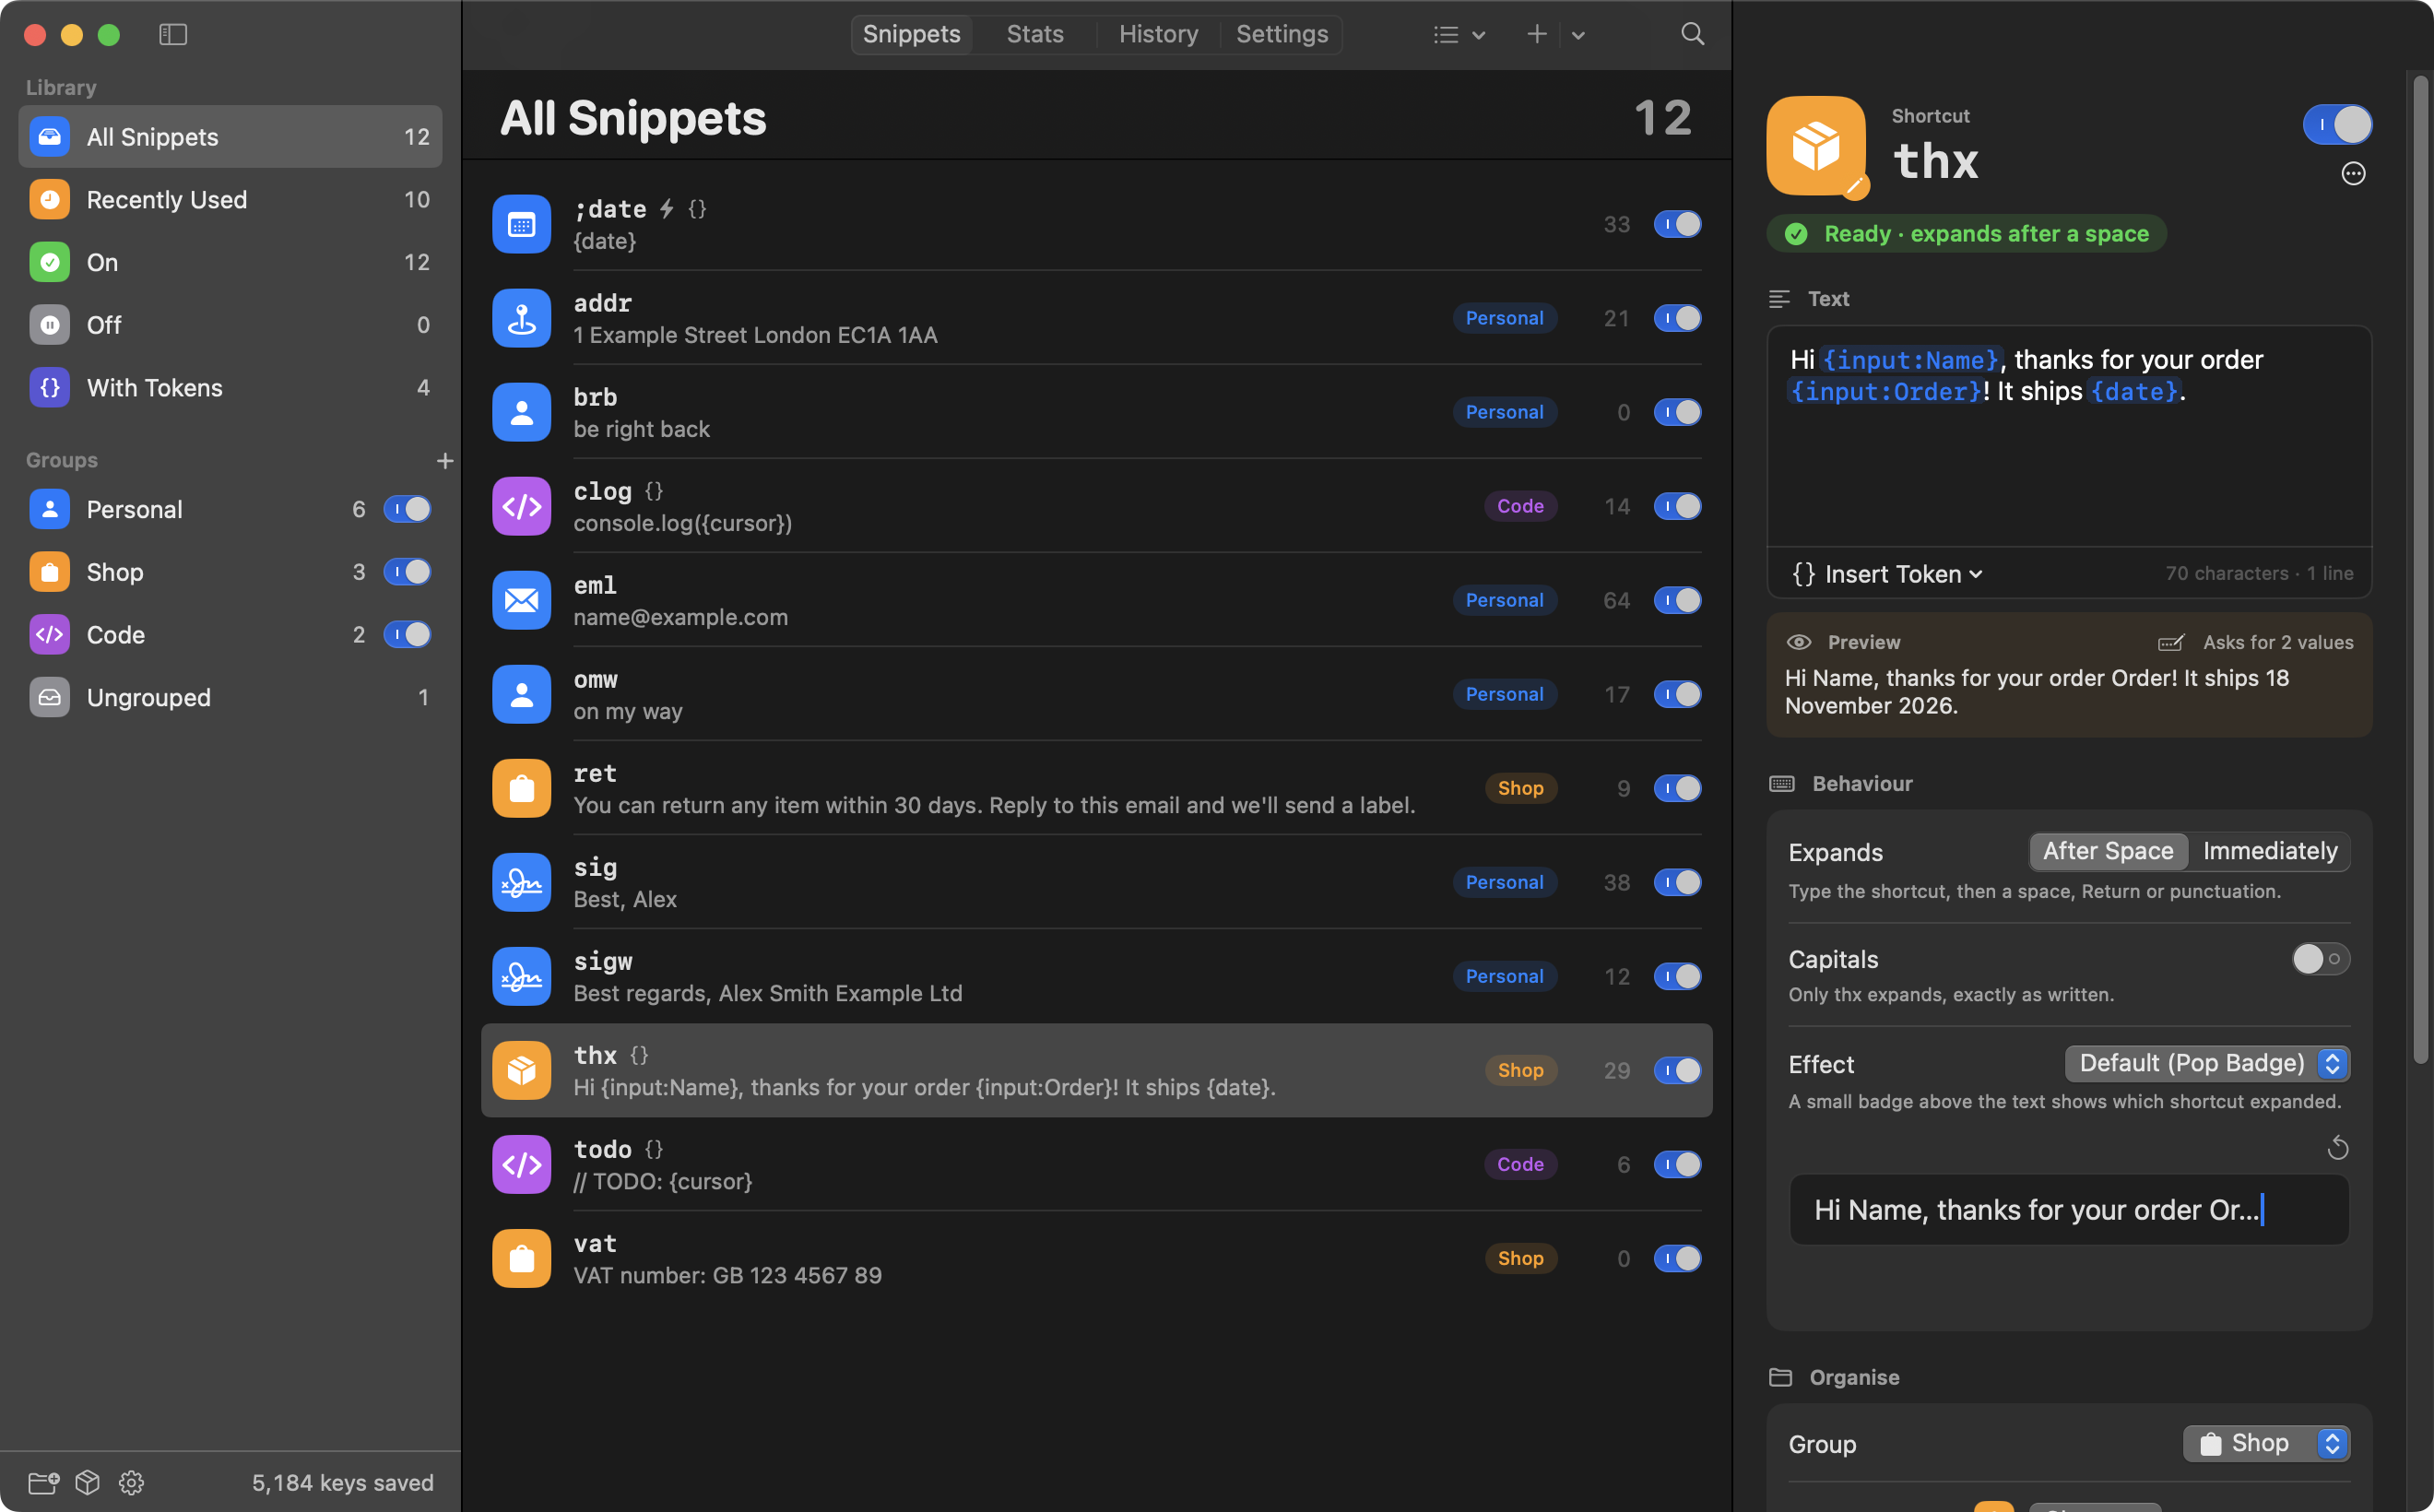 Library
All Snippets 12
Recently Used 10
On 12
Off 0
{} With Tokens 4
Groups +
Personal 6
Shop 3
</> Code 2
Ungrouped 1
5,184 keys saved
Snippets Stats History Settings
All Snippets 12
;date {} 33
{date}
addr Personal 21
1 Example Street London EC1A 1AA
brb Personal 0
be right back
</> clog {} Code 14
console.log({cursor})
eml Personal 64
name@example.com
omw Personal 17
on my way
ret Shop 9
You can return any item within 30 days. Reply to this email and we'll send a label.
sig Personal 38
Best, Alex
sigw Personal 12
Best regards, Alex Smith Example Ltd
thx {} Shop 29
Hi {input:Name}, thanks for your order {input:Order}! It ships {date}.
</> todo {} Code 6
// TODO: {cursor}
vat Shop 0
VAT number: GB 123 4567 89
Shortcut
thx
Ready · expands after a space
Text
Hi {input:Name}, thanks for your order
{input:Order}! It ships {date}.
{} Insert Token 70 characters · 1 line
Preview Asks for 2 values
Hi Name, thanks for your order Order! It ships 18
November 2026.
Behaviour
Expands After Space Immediately
Type the shortcut, then a space, Return or punctuation.
Capitals
Only thx expands, exactly as written.
Effect Default (Pop Badge)
A small badge above the text shows which shortcut expanded.
Hi Name, thanks for your order Or...
Organise
Group Shop